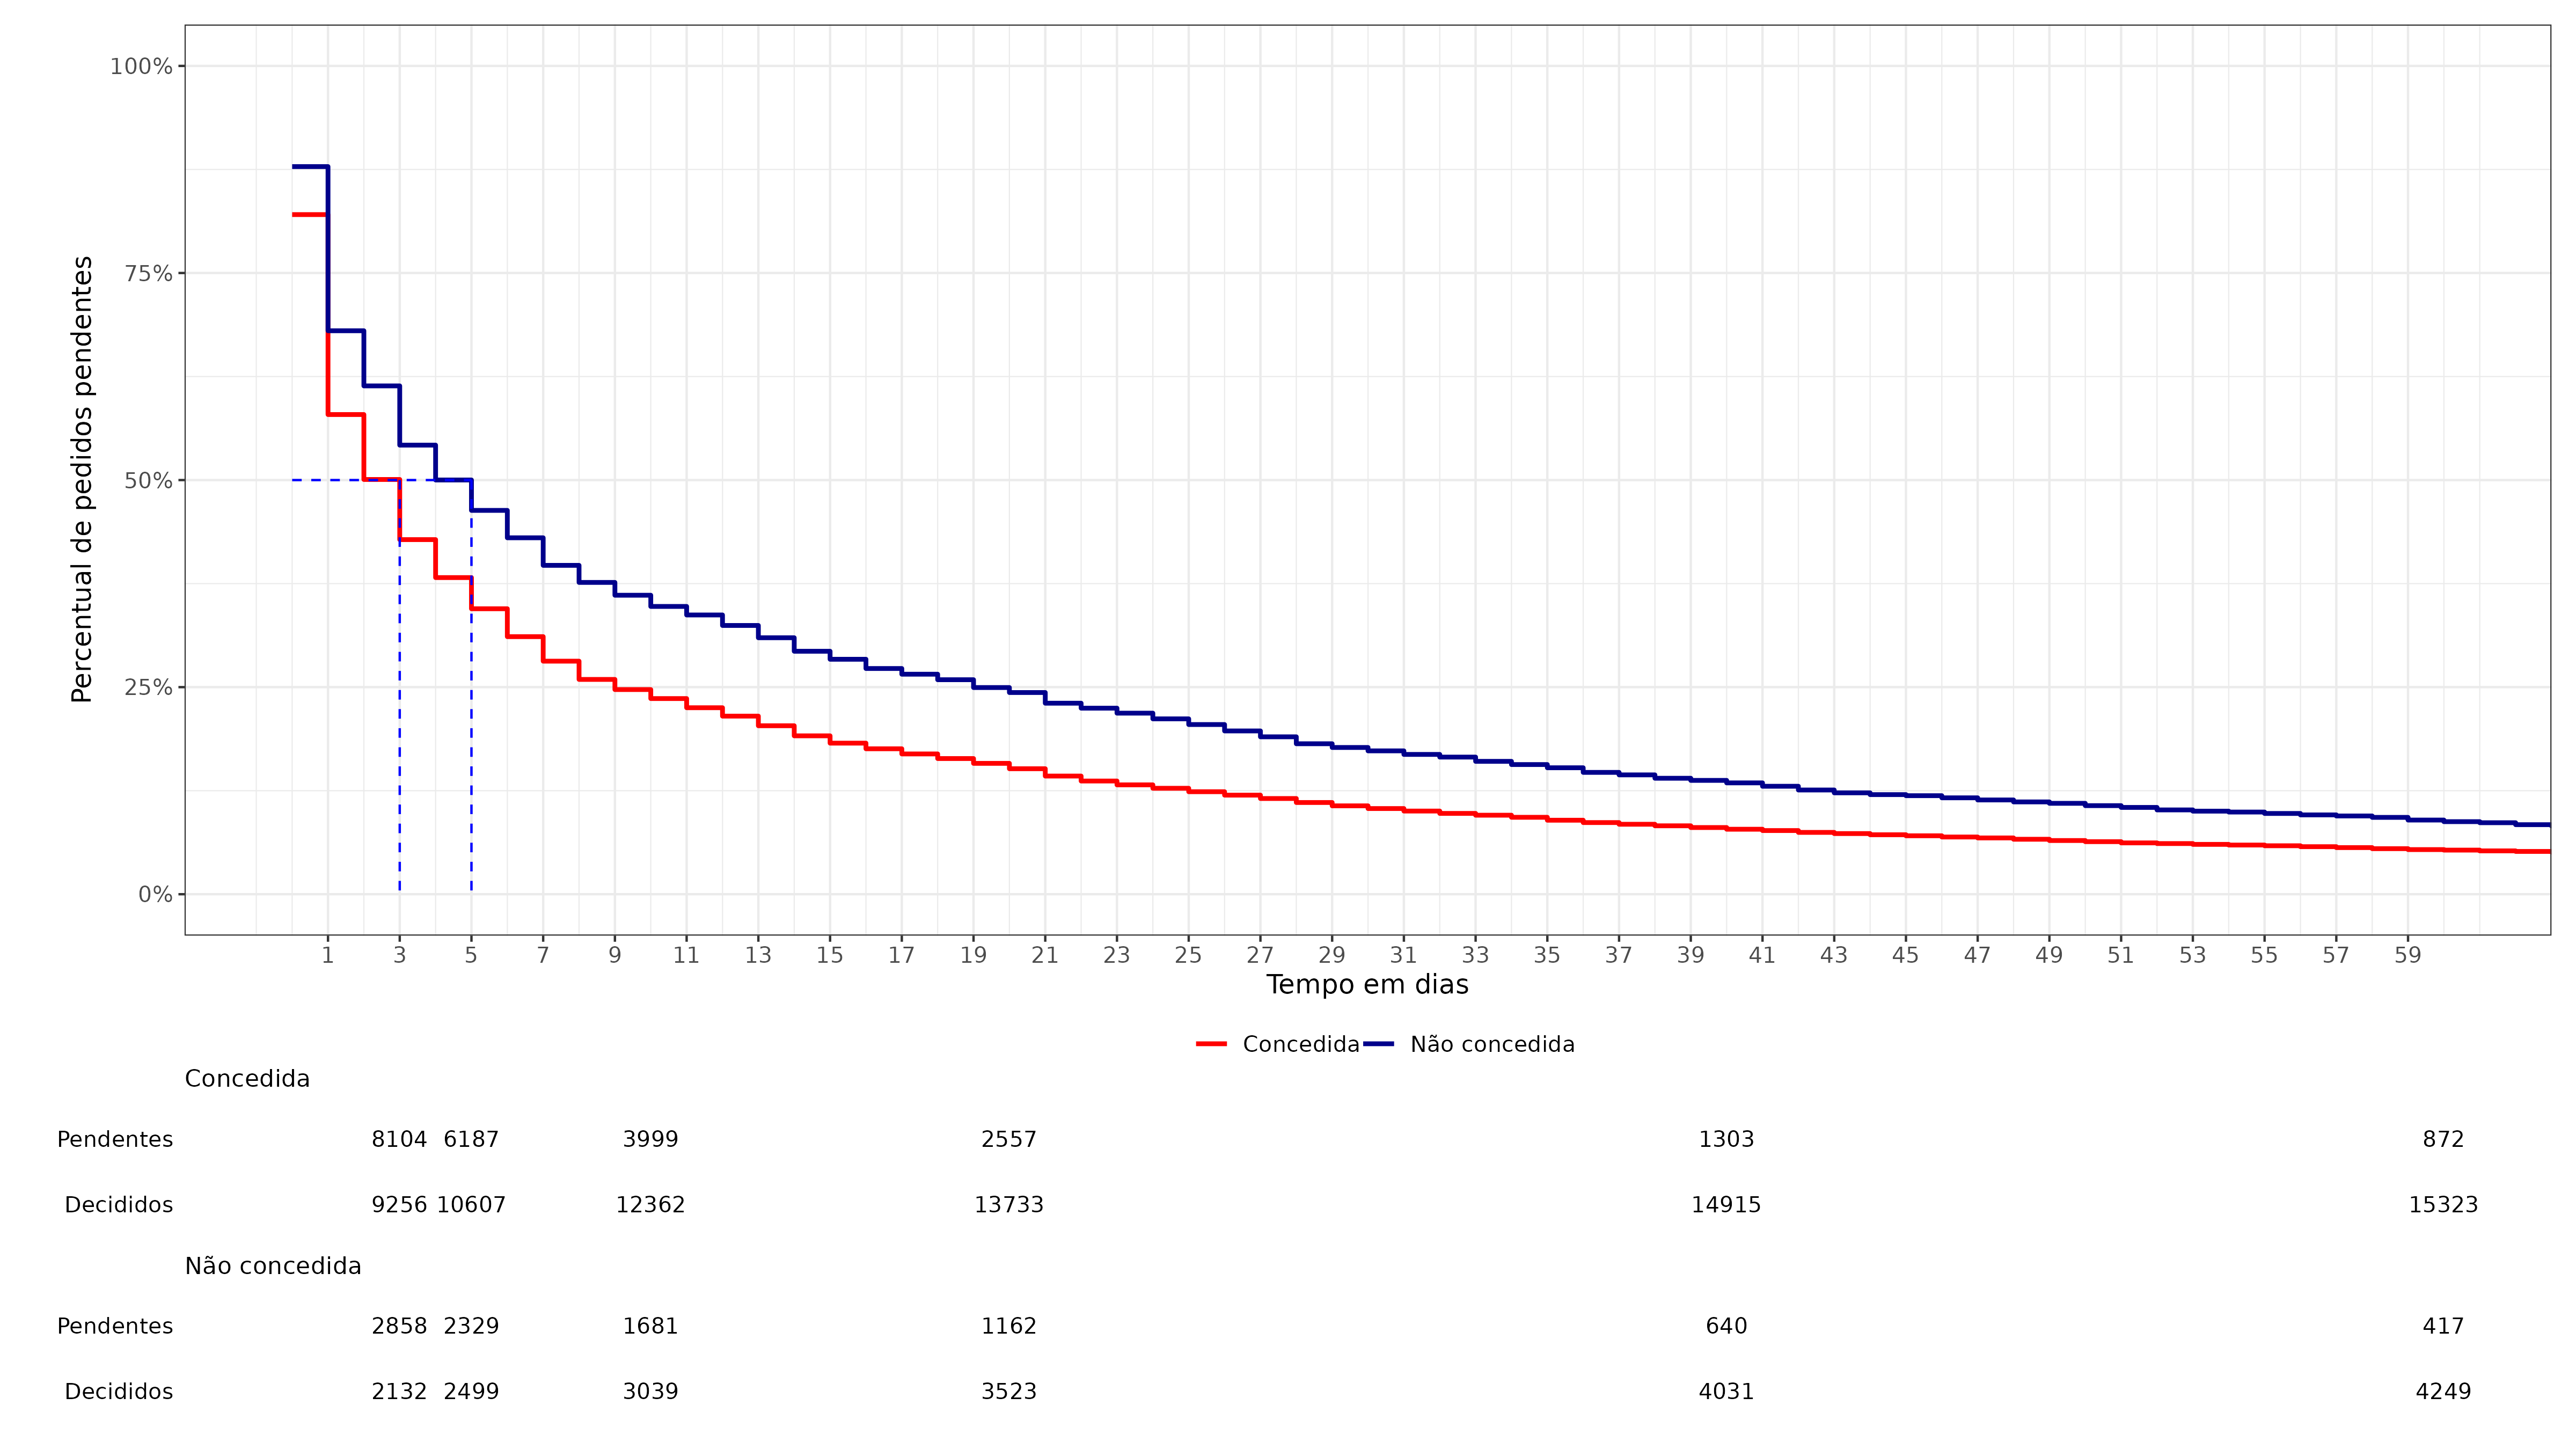 100%
75%
50%
25%
0%
Percentual de pedidos pendentes
1 3 5 7 9 11 13 15 17 19 21 23 25 27 29 31 33 35 37 39 41 43 45 47 49 51 53 55 57 59
Tempo em dias
Concedida Não concedida
Concedida
Pendentes 8104 6187 3999 2557 1303 872
Decididos 9256 10607 12362 13733 14915 15323
Não concedida
Pendentes 2858 2329 1681 1162 640 417
Decididos 2132 2499 3039 3523 4031 4249